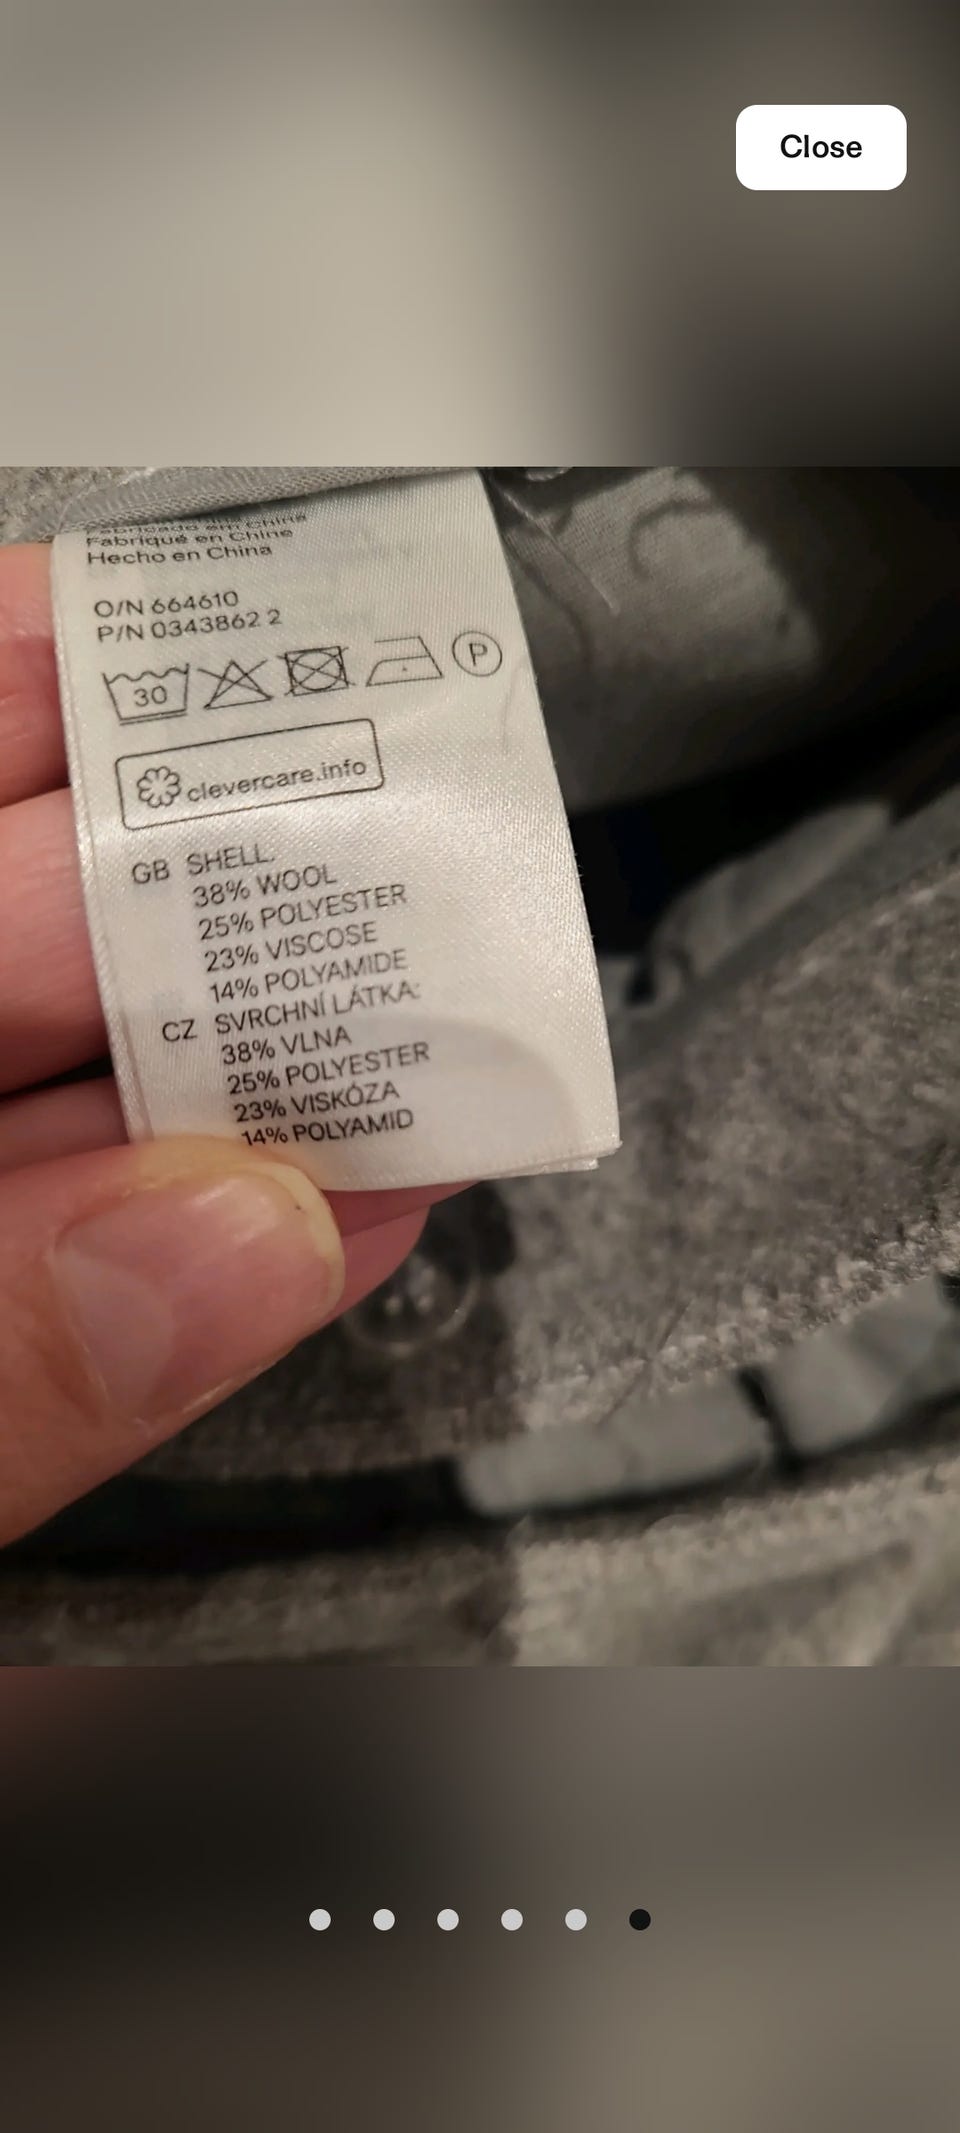 Close
Fabricado em China
Fabriqué en Chine
Hecho en China
O/N 664610
P/N 0343862 2
30
P
clevercare.info
GB SHELL:
38% WOOL
25% POLYESTER
23% VISCOSE
14% POLYAMIDE
CZ SVRCHNÍ LÁTKA:
38% VLNA
25% POLYESTER
23% VISKÓZA
14% POLYAMID